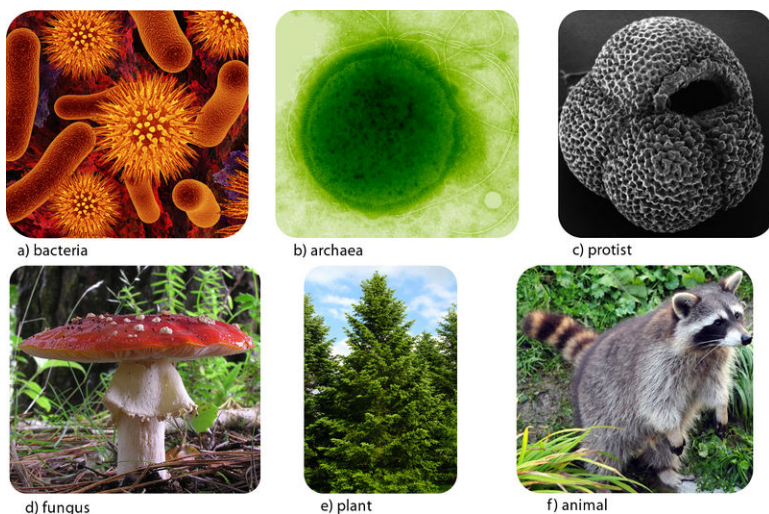 a) bacteria
b) archaea
c) protist
d) fungus
e) plant
f) animal